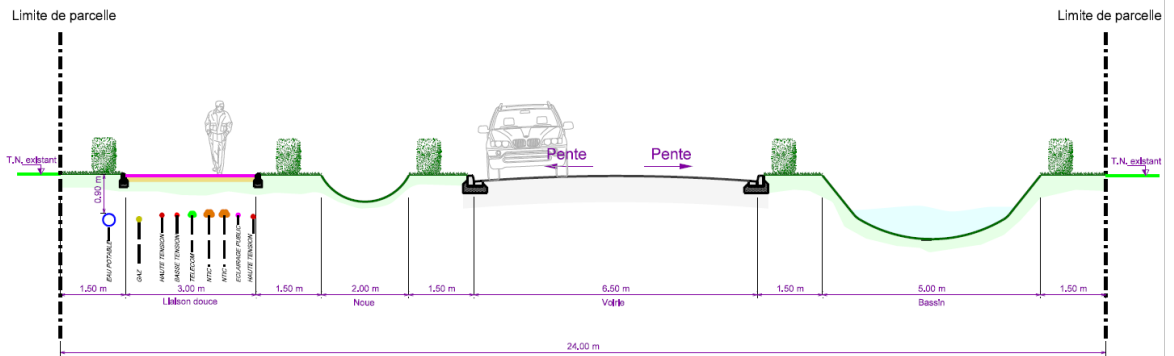 Limite de parcelle
Limite de parcelle
Pente
Pente
T.N. existant
T.N. existant
0.90 m
EAU POTABLE
GAZ
HAUTE TENSION
BASSE TENSION
TELECOM
NTIC
NTIC
ECLAIRAGE PUBLIC
HAUTE TENSION
1.50 m
3.00 m
1.50 m
2.00 m
1.50 m
6.50 m
1.50 m
5.00 m
1.50 m
Liaison douce
Noue
Voirie
Bassin
24.00 m